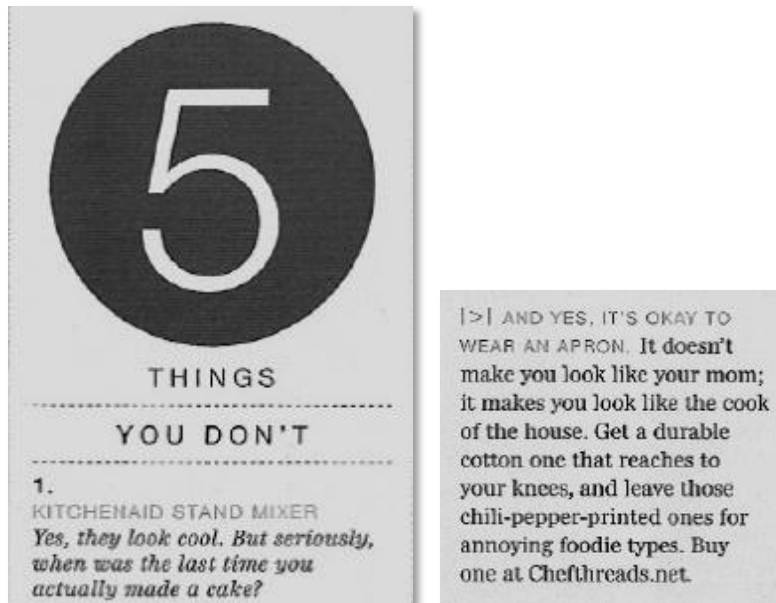 5
THINGS
YOU DON'T
1.
KITCHENAID STAND MIXER
Yes, they look cool. But seriously,
when was the last time you
actually made a cake?
|>| AND YES, IT'S OKAY TO
WEAR AN APRON. It doesn't
make you look like your mom;
it makes you look like the cook
of the house. Get a durable
cotton one that reaches to
your knees, and leave those
chili-pepper-printed ones for
annoying foodie types. Buy
one at Chefthreads.net.